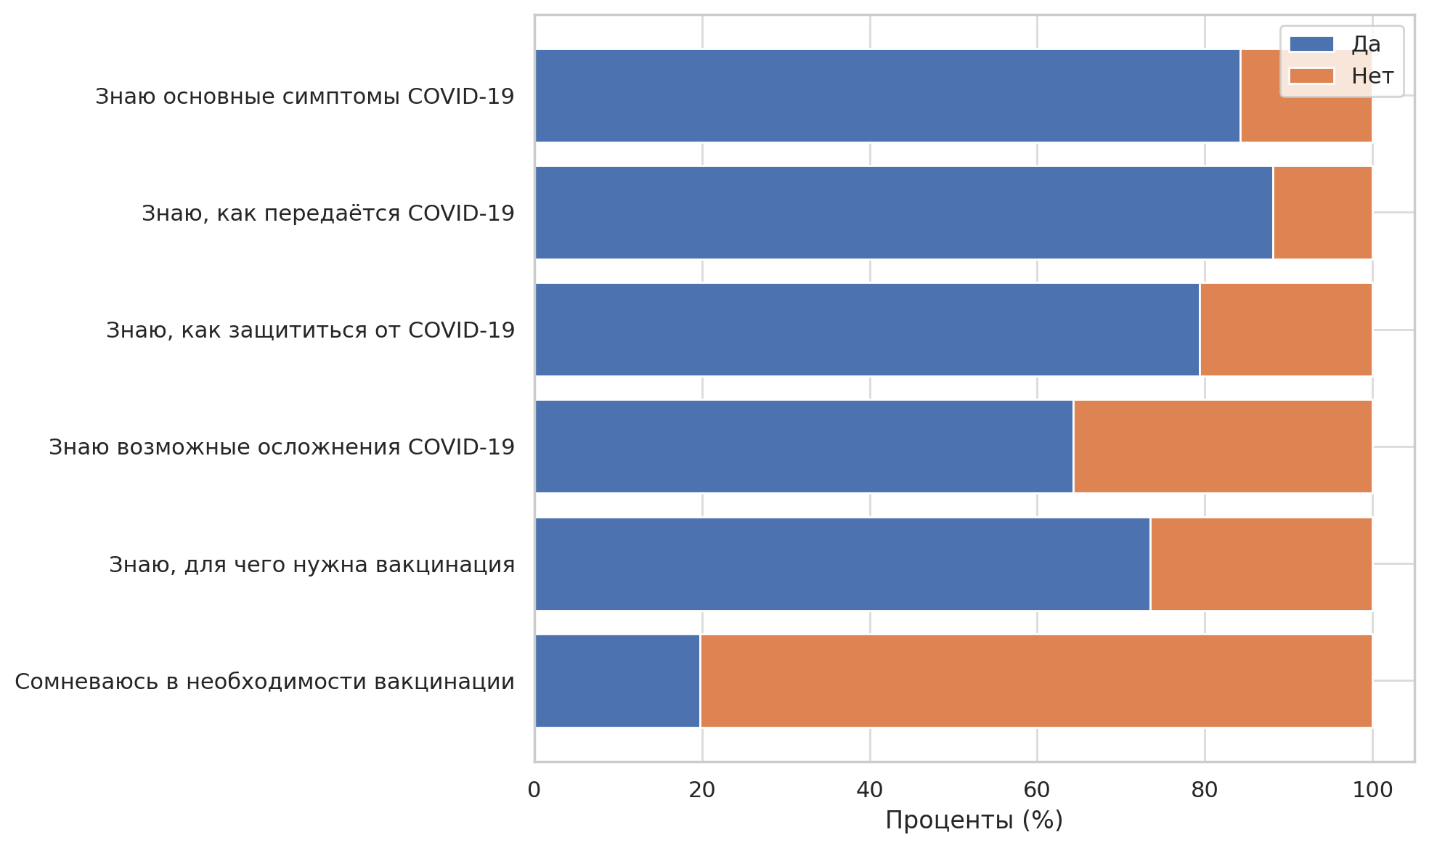 Да
Нет
Знаю основные симптомы COVID-19
Знаю, как передаётся COVID-19
Знаю, как защититься от COVID-19
Знаю возможные осложнения COVID-19
Знаю, для чего нужна вакцинация
Сомневаюсь в необходимости вакцинации
0 20 40 60 80 100
Проценты (%)